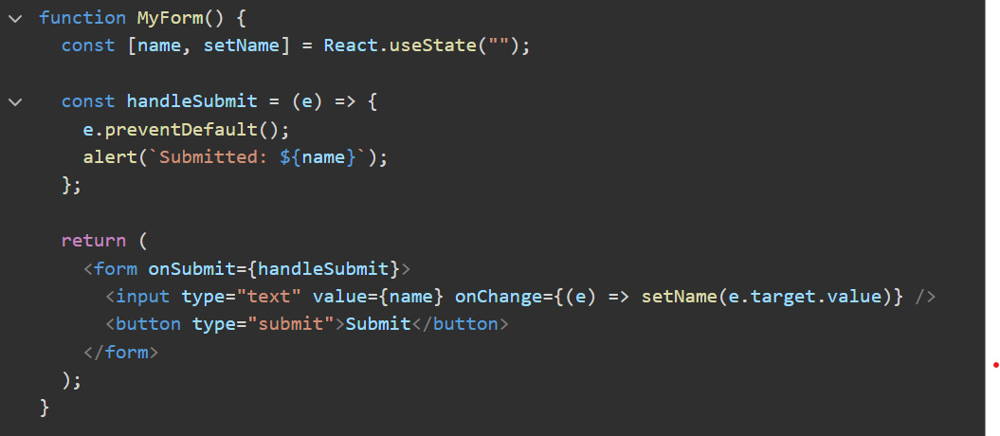 function MyForm() {
  const [name, setName] = React.useState("");

  const handleSubmit = (e) => {
    e.preventDefault();
    alert(`Submitted: ${name}`);
  };

  return (
    <form onSubmit={handleSubmit}>
      <input type="text" value={name} onChange={(e) => setName(e.target.value)} />
      <button type="submit">Submit</button>
    </form>
  );
}